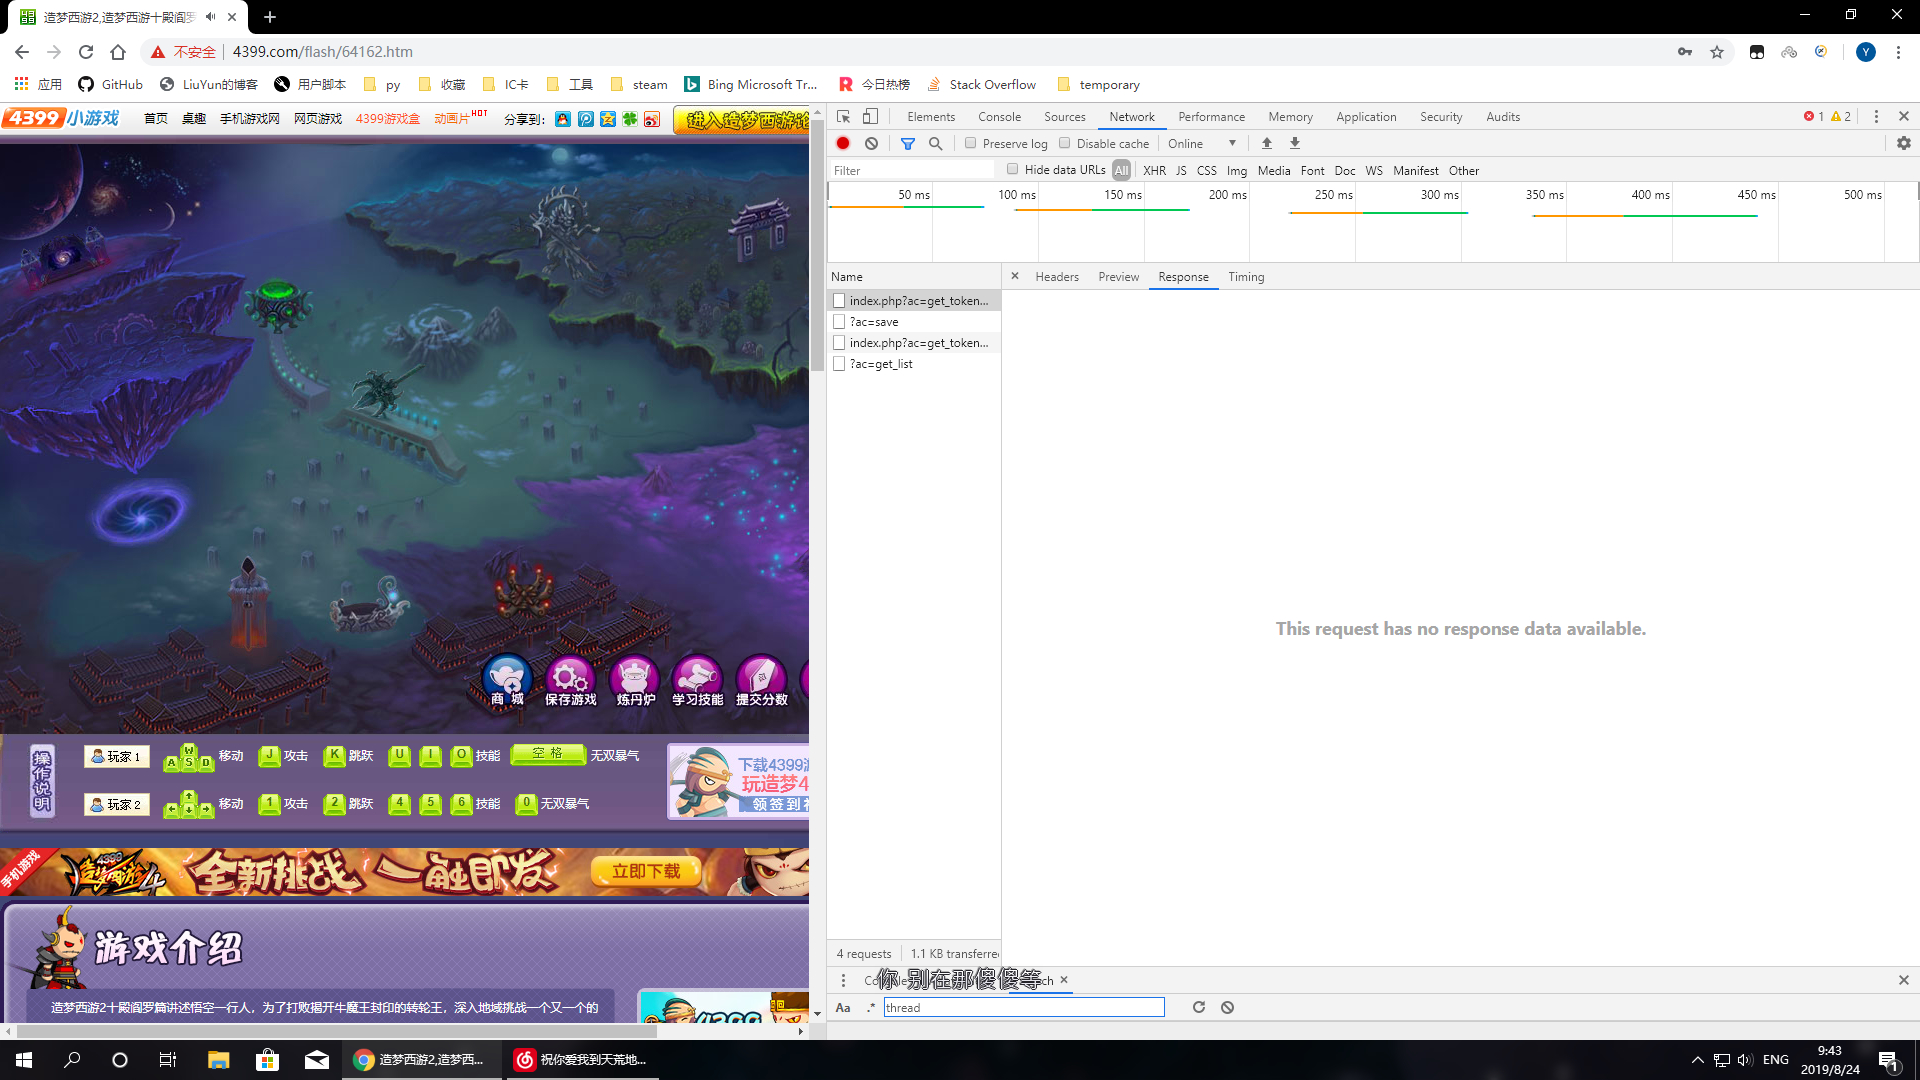 造梦西游2,造梦西游十殿阎罗
不安全 4399.com/flash/64162.htm Y
应用 GitHub LiuYun的博客 用户脚本 py 收藏 IC卡 工具 steam Bing Microsoft Tr... 今日热榜 Stack Overflow temporary
4399小游戏 首页 桌趣 手机游戏网 网页游戏 4399游戏盒 动画片HOT 分享到: 进入造梦西游论
商 城 保存游戏 炼丹炉 学习技能 提交分数
操作说明
玩家 1 W A S D 移动 J 攻击 K 跳跃 U I O 技能 空 格 无双暴气
玩家 2 移动 1 攻击 2 跳跃 4 5 6 技能 0 无双暴气
下载4399游
玩造梦4
领签到礼
手机游戏 4399 造梦西游4 全新挑战 一触即发 立即下载
游戏介绍
造梦西游2十殿阎罗篇讲述悟空一行人，为了打败揭开牛魔王封印的转轮王，深入地域挑战一个又一个的
4399
Elements Console Sources Network Performance Memory Application Security Audits 1 2
Preserve log Disable cache Online
Filter Hide data URLs All XHR JS CSS Img Media Font Doc WS Manifest Other
50 ms 100 ms 150 ms 200 ms 250 ms 300 ms 350 ms 400 ms 450 ms 500 ms
Name Headers Preview Response Timing
index.php?ac=get_token...
?ac=save
index.php?ac=get_token...
?ac=get_list
This request has no response data available.
4 requests 1.1 KB transferre
你 别在那傻傻等
Aa .* thread
造梦西游2,造梦西... 祝你爱我到天荒地... ENG 9:43
2019/8/24 1